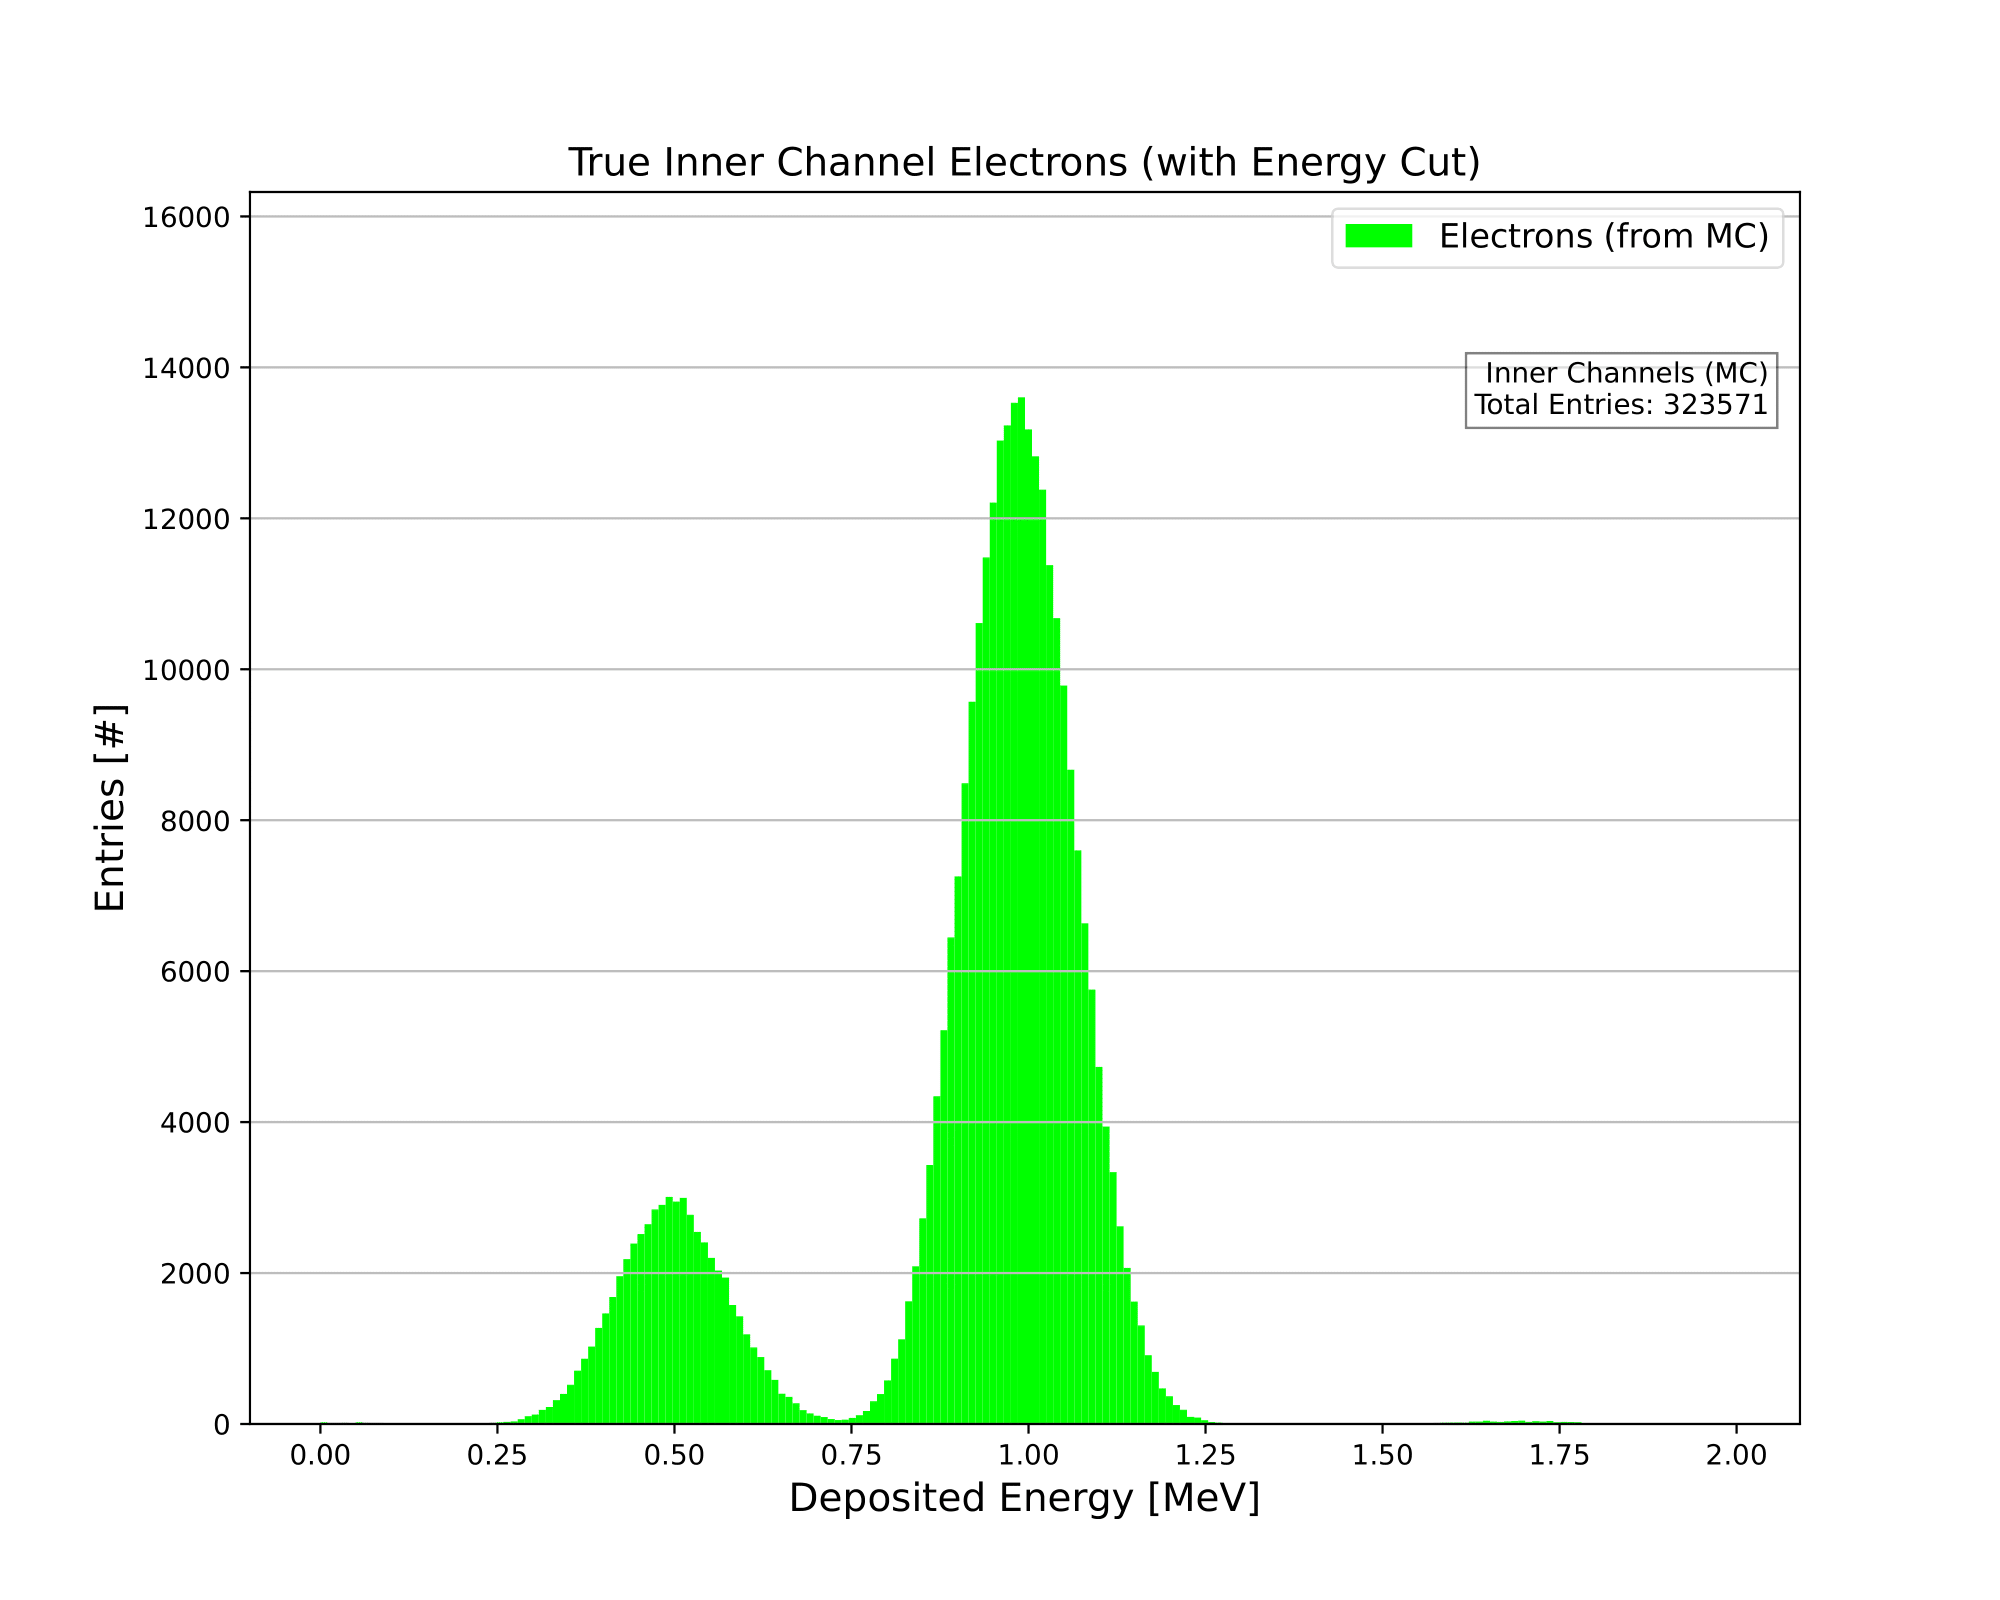 True Inner Channel Electrons (with Energy Cut)
16000
14000
12000
10000
8000
6000
4000
2000
0
Entries [#]
Electrons (from MC)
Inner Channels (MC)
Total Entries: 323571
0.00 0.25 0.50 0.75 1.00 1.25 1.50 1.75 2.00
Deposited Energy [MeV]